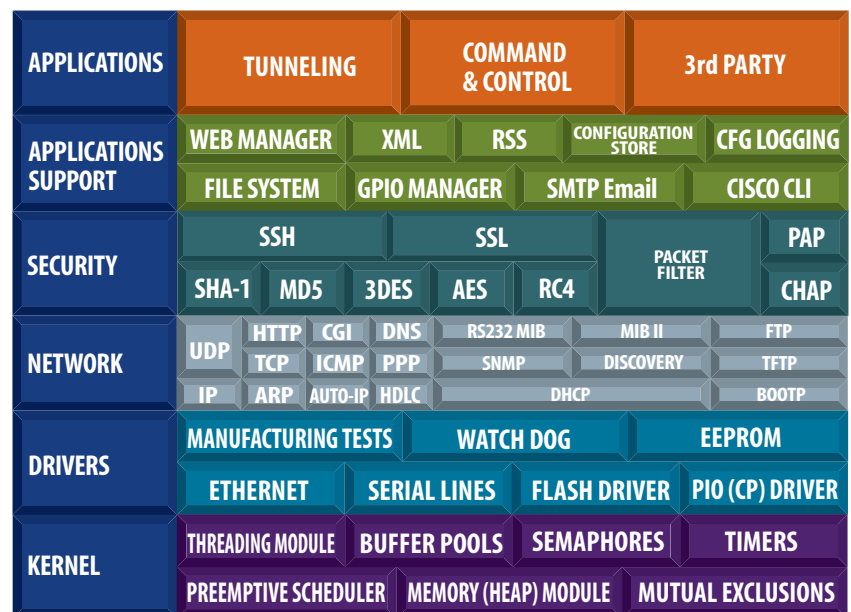 APPLICATIONS
TUNNELING
COMMAND
& CONTROL
3rd PARTY
APPLICATIONS
SUPPORT
WEB MANAGER
XML
RSS
CONFIGURATION
STORE
CFG LOGGING
FILE SYSTEM
GPIO MANAGER
SMTP Email
CISCO CLI
SECURITY
SSH
SSL
PACKET
FILTER
PAP
SHA-1
MD5
3DES
AES
RC4
CHAP
NETWORK
UDP
HTTP
CGI
DNS
RS232 MIB
MIB II
FTP
TCP
ICMP
PPP
SNMP
DISCOVERY
TFTP
IP
ARP
AUTO-IP
HDLC
DHCP
BOOTP
DRIVERS
MANUFACTURING TESTS
WATCH DOG
EEPROM
ETHERNET
SERIAL LINES
FLASH DRIVER
PIO (CP) DRIVER
KERNEL
THREADING MODULE
BUFFER POOLS
SEMAPHORES
TIMERS
PREEMPTIVE SCHEDULER
MEMORY (HEAP) MODULE
MUTUAL EXCLUSIONS